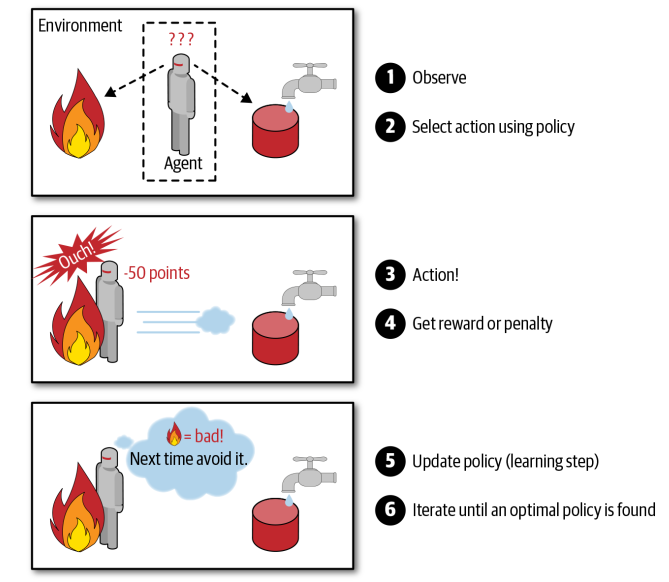 Environment
???
Agent
1 Observe
2 Select action using policy
Ouch!
-50 points
3 Action!
4 Get reward or penalty
= bad!
Next time avoid it.
5 Update policy (learning step)
6 Iterate until an optimal policy is found